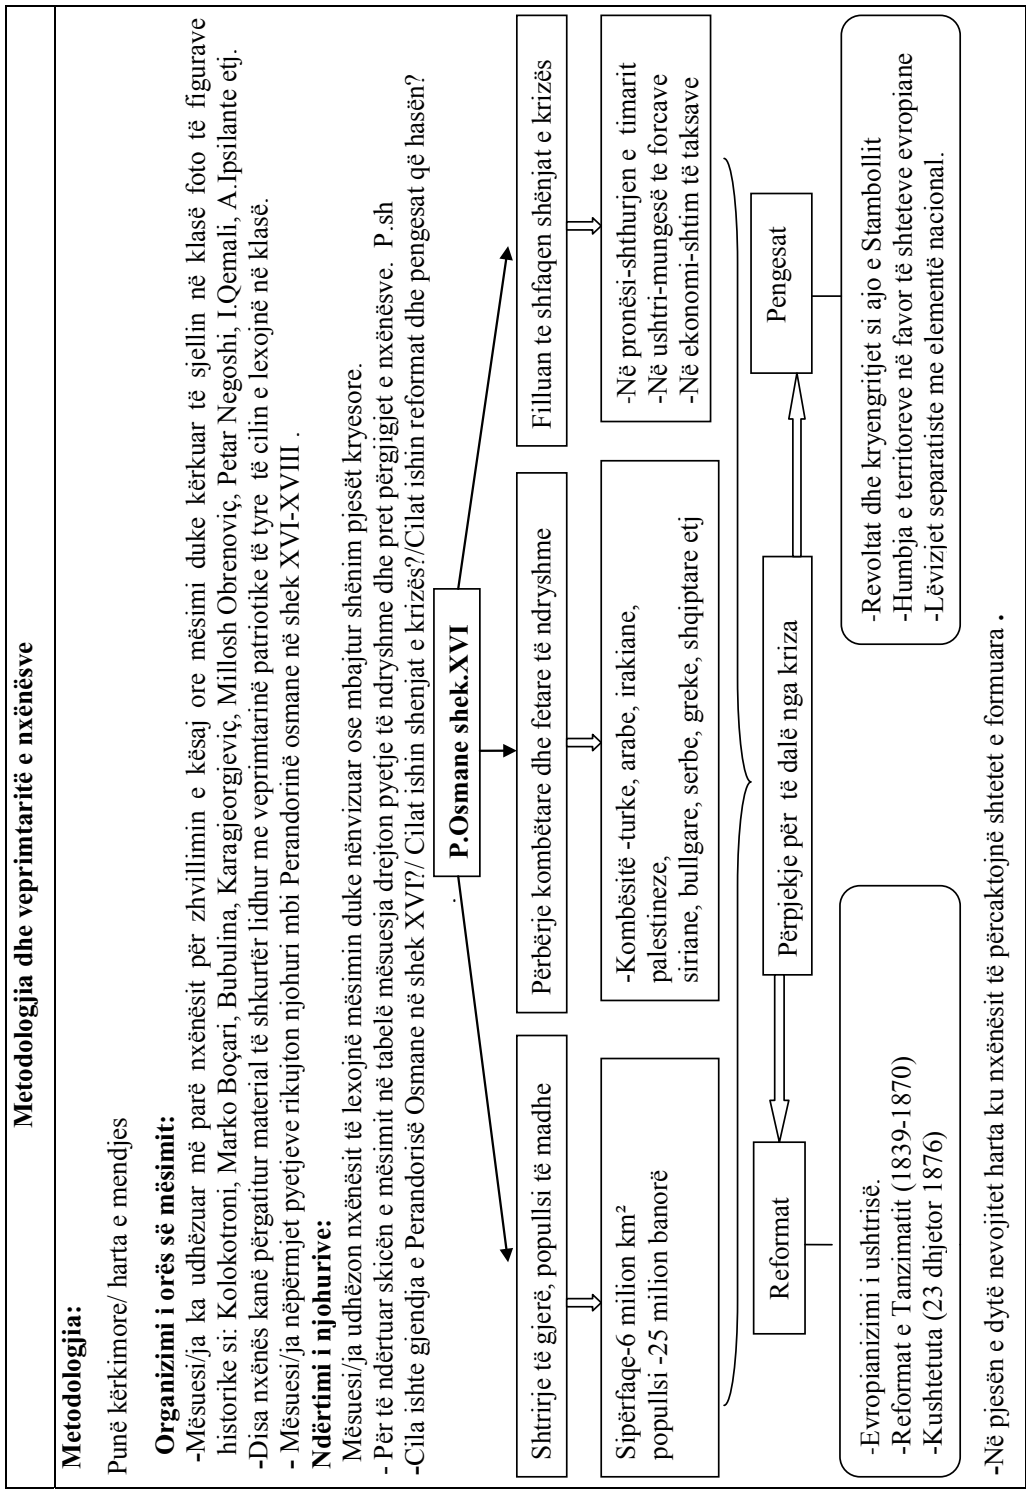 Metodologjia dhe veprimtaritë e nxënësve
Metodologjia:
Punë kërkimore/ harta e mendjes
Organizimi i orës së mësimit:
-Mësuesi/ja ka udhëzuar më parë nxënësit për zhvillimin e kësaj ore mësimi duke kërkuar të sjellin në klasë foto të figurave
historike si: Kolokotroni, Marko Boçari, Bubulina, Karagjeorgjeviç, Millosh Obrenoviç, Petar Negoshi, I.Qemali, A.Ipsilante etj.
-Disa nxënës kanë përgatitur material të shkurtër lidhur me veprimtarinë patriotike të tyre të cilin e lexojnë në klasë.
- Mësuesi/ja nëpërmjet pyetjeve rikujton njohuri mbi Perandorinë osmane në shek XVI-XVIII .
Ndërtimi i njohurive:
Mësuesi/ja udhëzon nxënësit të lexojnë mësimin duke nënvizuar ose mbajtur shënim pjesët kryesore.
- Për të ndërtuar skicën e mësimit në tabelë mësuesja drejton pyetje të ndryshme dhe pret përgjigjet e nxënësve. P.sh
-Cila ishte gjendja e Perandorisë Osmane në shek XVI?/ Cilat ishin shenjat e krizës?/Cilat ishin reformat dhe pengesat që hasën?
P.Osmane shek.XVI
Shtrirje të gjerë, popullsi të madhe
Përbërje kombëtare dhe fetare të ndryshme
Filluan te shfaqen shënjat e krizës
Sipërfaqe-6 milion km²
popullsi -25 milion banorë
-Kombësitë -turke, arabe, irakiane,
palestineze,
siriane, bullgare, serbe, greke, shqiptare etj
-Në pronësi-shthurjen e timarit
-Në ushtri-mungesë te forcave
-Në ekonomi-shtim të taksave
Reformat
Përpjekje për të dalë nga kriza
Pengesat
-Evropianizimi i ushtrisë.
-Reformat e Tanzimatit (1839-1870)
-Kushtetuta (23 dhjetor 1876)
-Revoltat dhe kryengritjet si ajo e Stambollit
-Humbja e territoreve në favor të shteteve evropiane
-Lëvizjet separatiste me elementë nacional.
-Në pjesën e dytë nevojitet harta ku nxënësit të përcaktojnë shtetet e formuara .